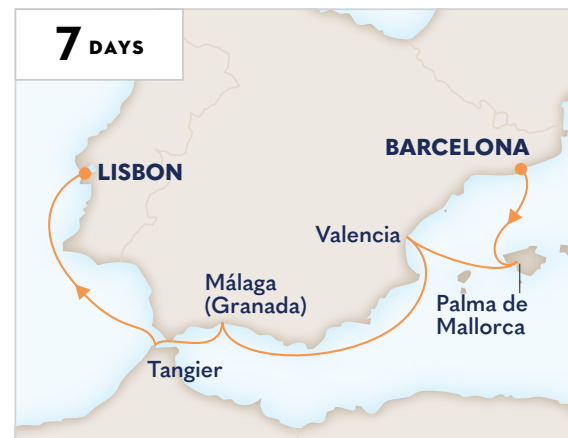 7 DAYS
LISBON
BARCELONA
Valencia
Málaga
(Granada)
Palma de
Mallorca
Tangier